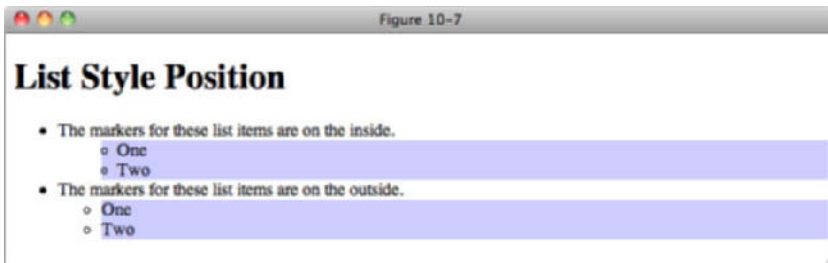 Figure 10-7
List Style Position
• The markers for these list items are on the inside.
◦ One
◦ Two
• The markers for these list items are on the outside.
◦ One
◦ Two